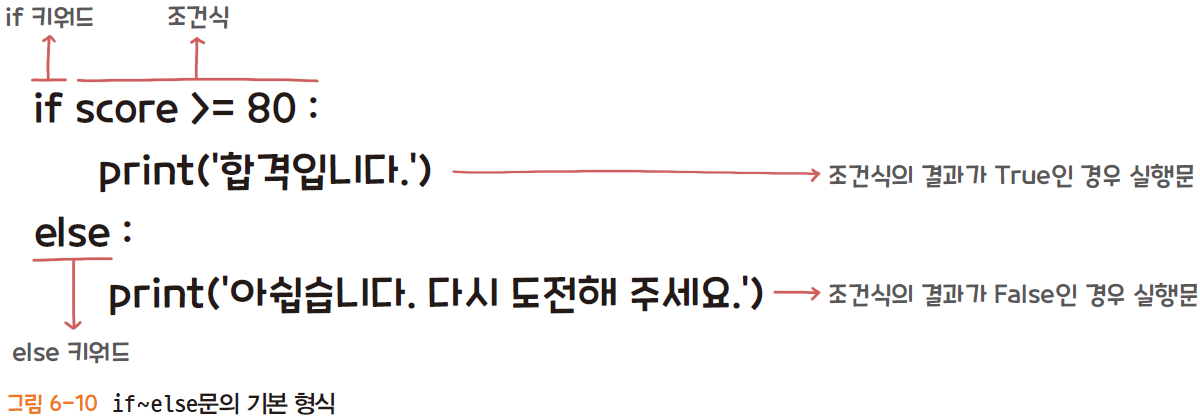 if 키워드 조건식
if score >= 80 :
print('합격입니다.') 조건식의 결과가 True인 경우 실행문
else :
print('아쉽습니다. 다시 도전해 주세요.') 조건식의 결과가 False인 경우 실행문
else 키워드
그림 6-10 if~else문의 기본 형식